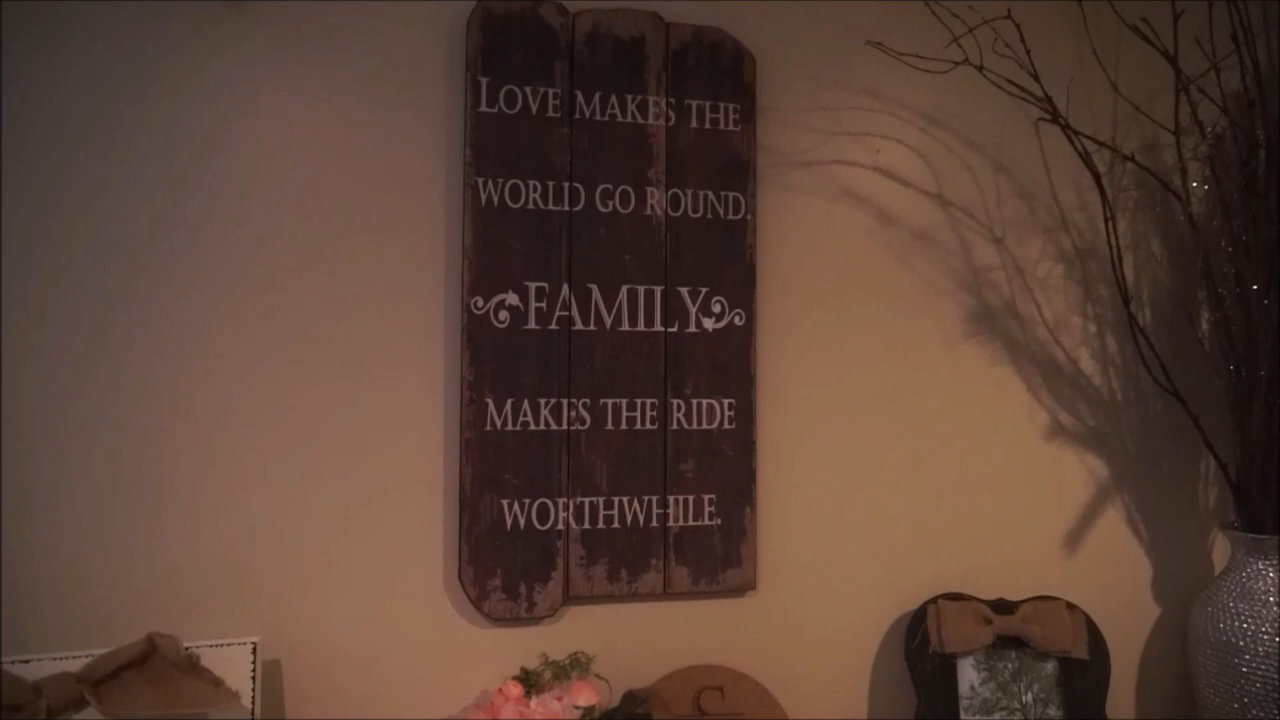 LOVE MAKES THE
WORLD GO ROUND.
FAMILY
MAKES THE RIDE
WORTHWHILE.
S